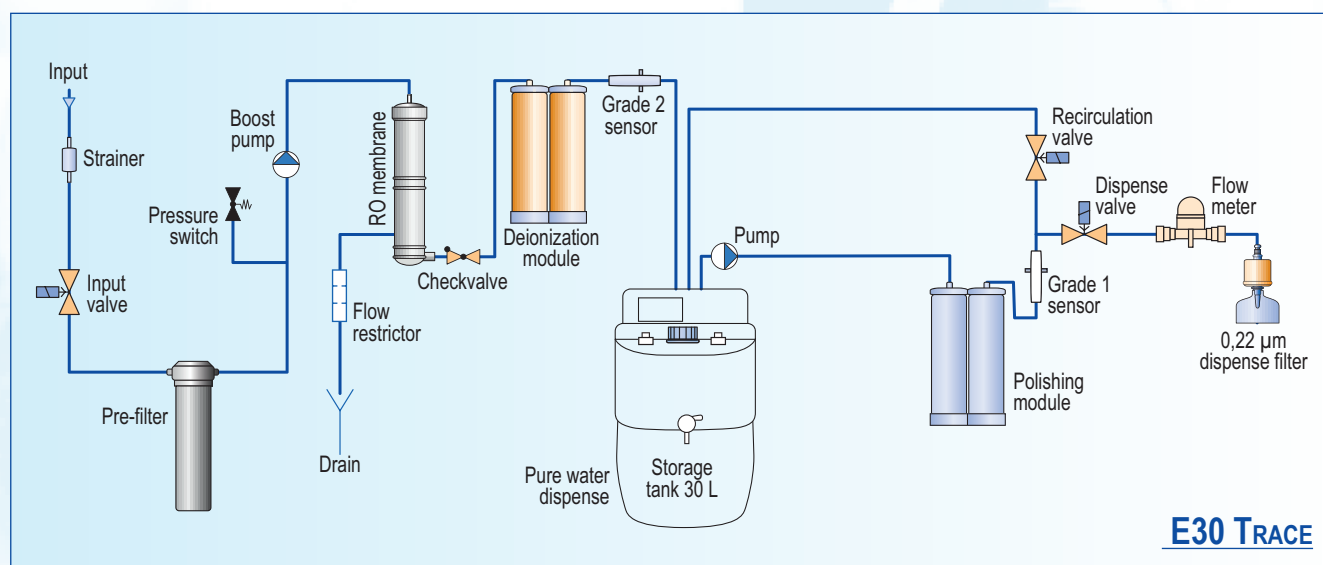 Input
Strainer
Input
valve
Pre-filter
Pressure
switch
Boost
pump
RO membrane
Flow
restrictor
Drain
Checkvalve
Deionization
module
Grade 2
sensor
Pure water
dispense
Storage
tank 30 L
Pump
Polishing
module
Grade 1
sensor
Recirculation
valve
Dispense
valve
Flow
meter
0,22 µm
dispense filter
E30 TRACE